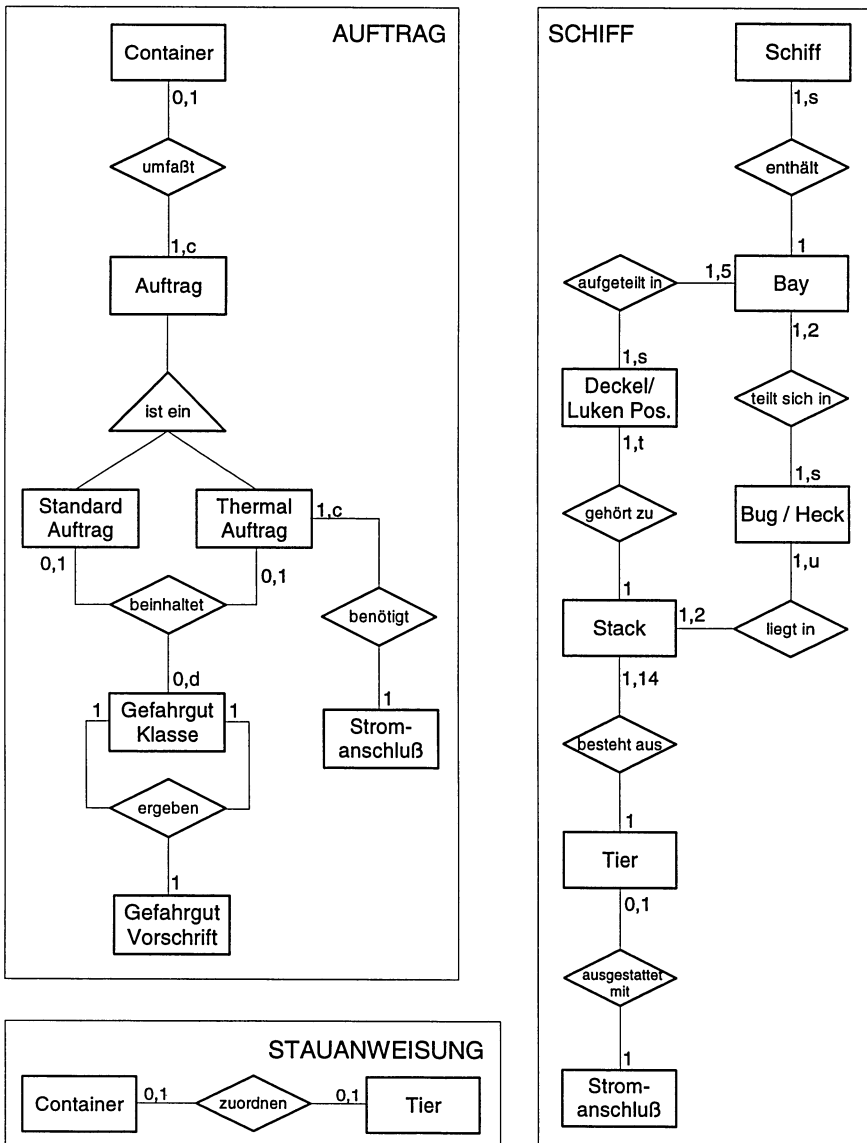 AUFTRAG
Container
0,1
umfaßt
1,c
Auftrag
ist ein
Standard
Auftrag
Thermal
Auftrag
1,c
0,1
0,1
beinhaltet
benötigt
0,d
1
Gefahrgut
Klasse
1
1
Strom-
anschluß
ergeben
1
Gefahrgut
Vorschrift
STAUANWEISUNG
Container
0,1
zuordnen
0,1
Tier
SCHIFF
Schiff
1,s
enthält
1
aufgeteilt in
1,5
Bay
1,2
1,s
Deckel/
Luken Pos.
teilt sich in
1,t
1,s
Bug / Heck
gehört zu
1,u
1
Stack
1,2
liegt in
1,14
besteht aus
1
Tier
0,1
ausgestattet
mit
1
Strom-
anschluß